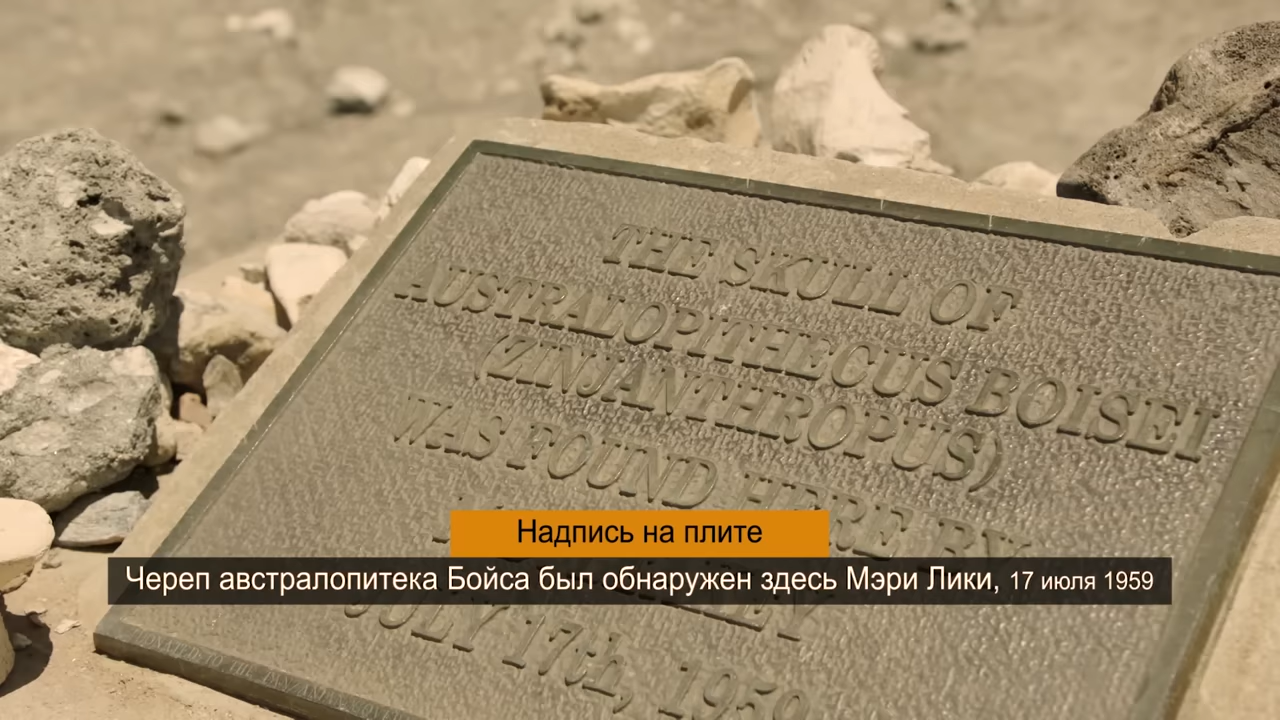 THE SKULL OF
AUSTRALOPITHECUS BOISEI
(ZINJANTHROPUS)
WAS FOUND HERE BY
JULY 17th, 1959
Надпись на плите
Череп австралопитека Бойса был обнаружен здесь Мэри Лики, 17 июля 1959